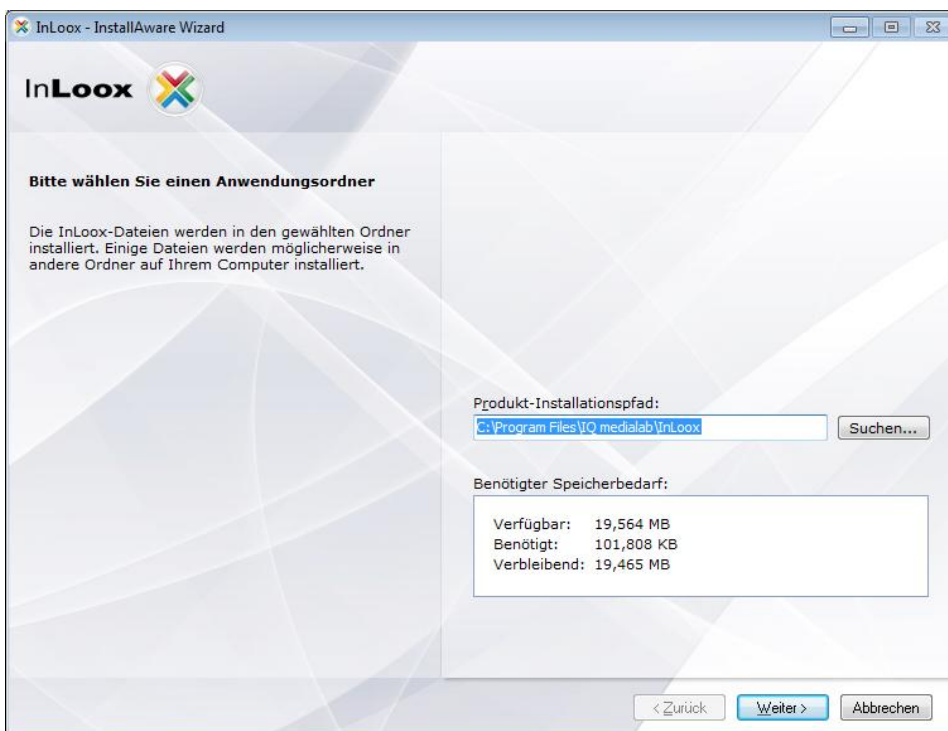 InLoox - InstallAware Wizard
InLoox
Bitte wählen Sie einen Anwendungsordner
Die InLoox-Dateien werden in den gewählten Ordner
installiert. Einige Dateien werden möglicherweise in
andere Ordner auf Ihrem Computer installiert.
Produkt-Installationspfad:
C:\Program Files\IQ medialab\InLoox
Suchen...
Benötigter Speicherbedarf:
Verfügbar: 19,564 MB
Benötigt: 101,808 KB
Verbleibend: 19,465 MB
< Zurück
Weiter >
Abbrechen